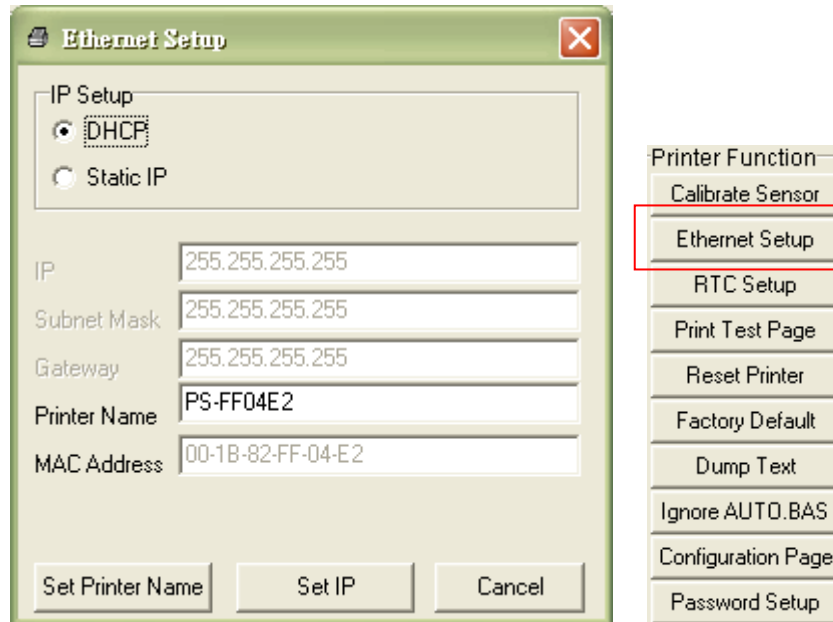 Ethernet Setup
IP Setup
DHCP
Static IP
IP 255.255.255.255
Subnet Mask 255.255.255.255
Gateway 255.255.255.255
Printer Name PS-FF04E2
MAC Address 00-1B-82-FF-04-E2
Set Printer Name Set IP Cancel
Printer Function
Calibrate Sensor
Ethernet Setup
RTC Setup
Print Test Page
Reset Printer
Factory Default
Dump Text
Ignore AUTO.BAS
Configuration Page
Password Setup